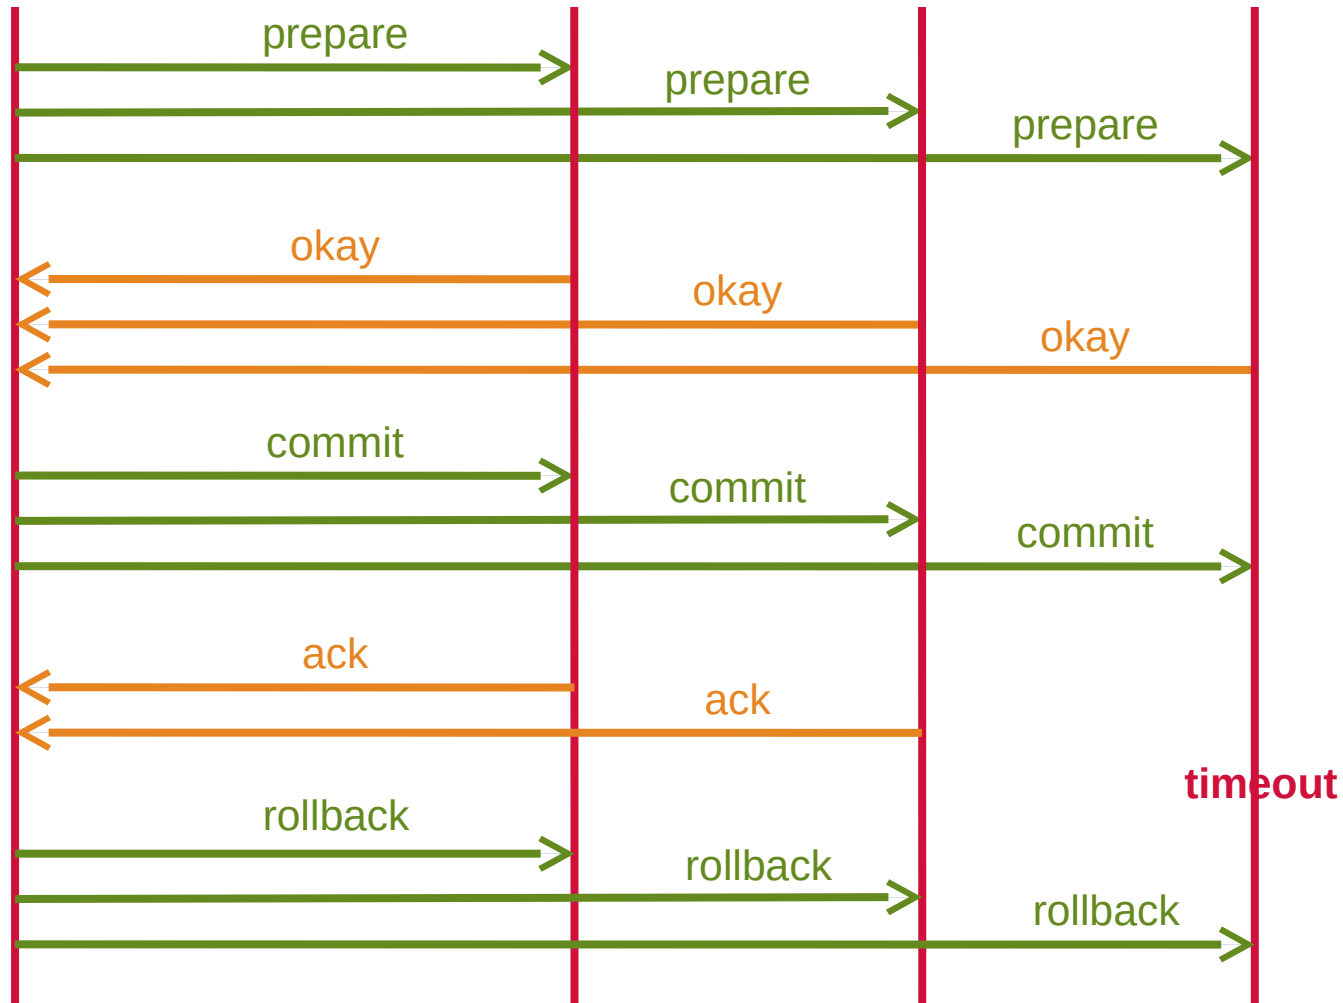 prepare
prepare
prepare
okay
okay
okay
commit
commit
commit
ack
ack
timeout
rollback
rollback
rollback